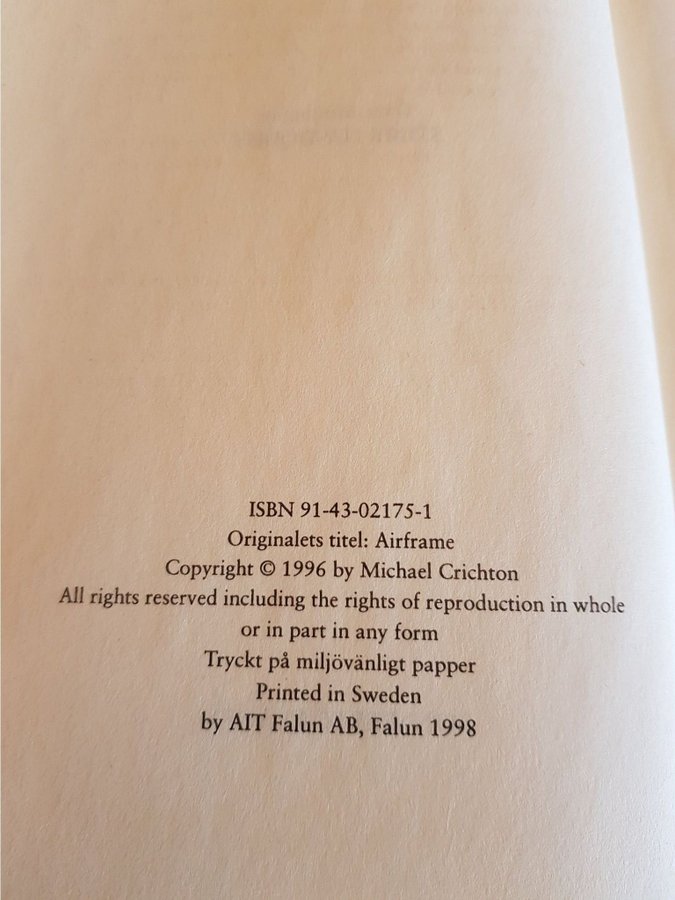 ISBN 91-43-02175-1
Originalets titel: Airframe
Copyright © 1996 by Michael Crichton
All rights reserved including the rights of reproduction in whole
or in part in any form
Tryckt på miljövänligt papper
Printed in Sweden
by AIT Falun AB, Falun 1998